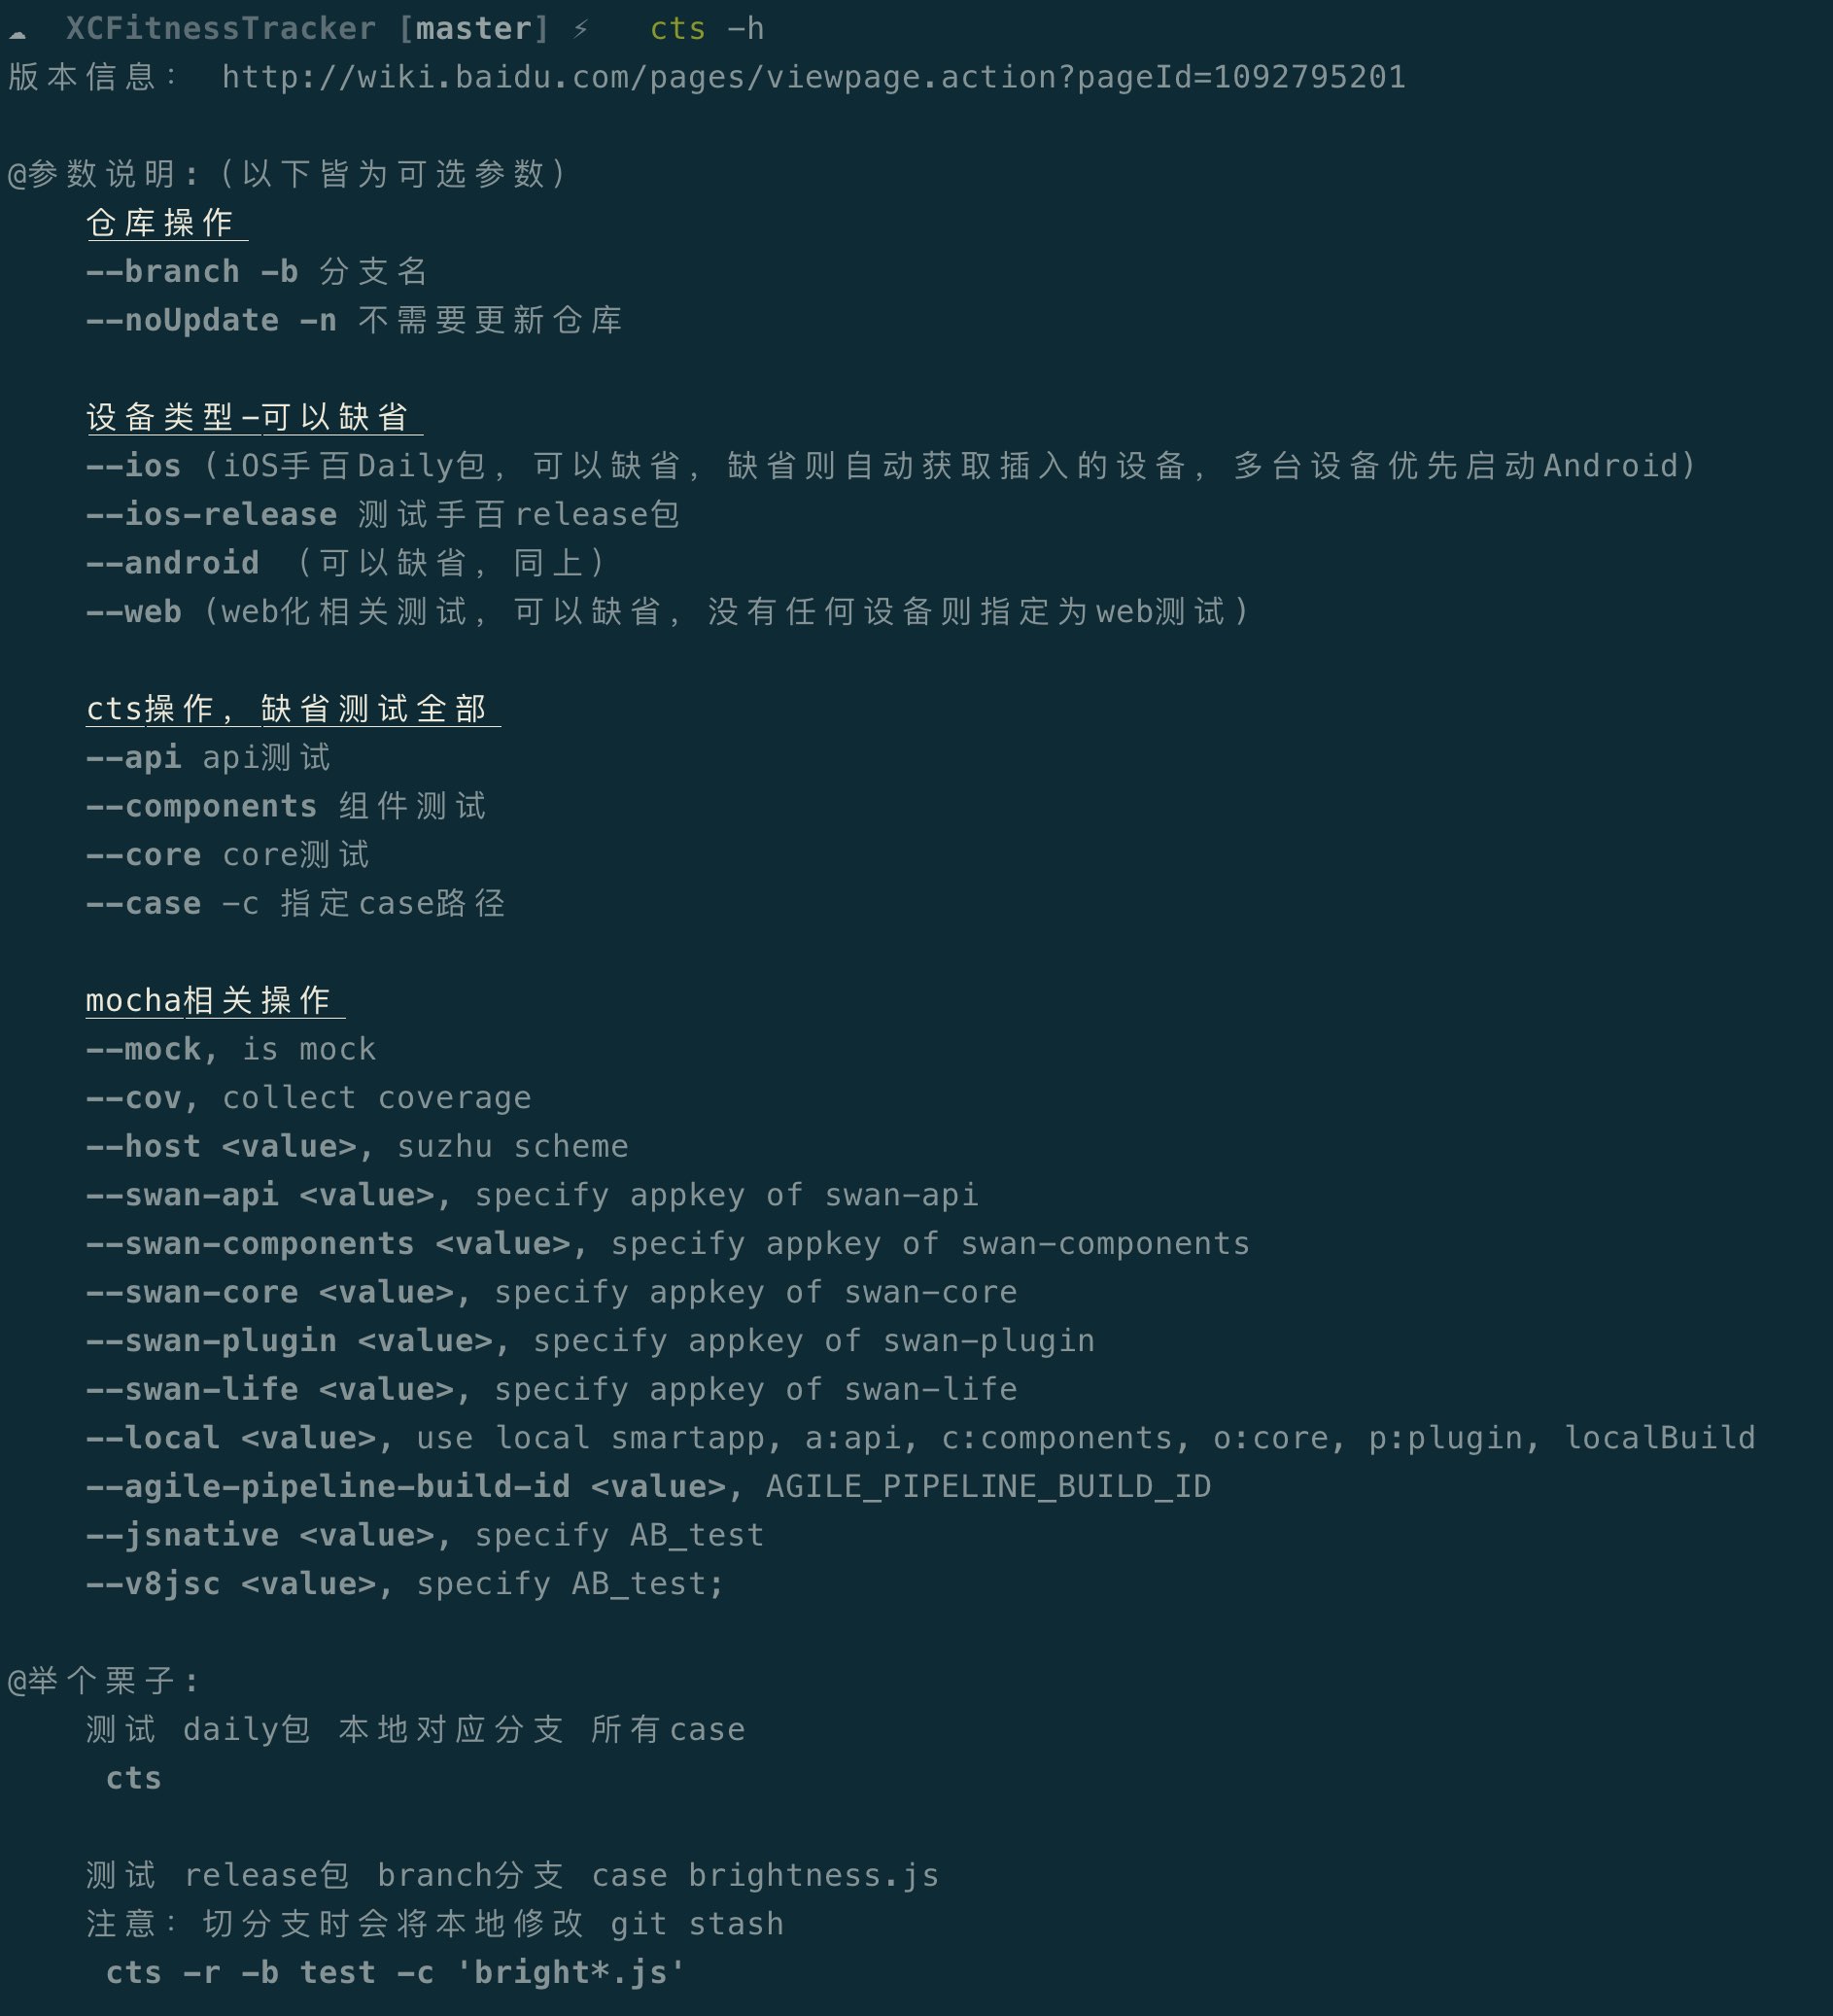 ☁  XCFitnessTracker [master] ⚡  cts -h
版本信息： http://wiki.baidu.com/pages/viewpage.action?pageId=1092795201
@参数说明:（以下皆为可选参数）
仓库操作
--branch -b 分支名
--noUpdate -n 不需要更新仓库
设备类型-可以缺省
--ios (iOS手百Daily包，可以缺省，缺省则自动获取插入的设备，多台设备优先启动Android)
--ios-release 测试手百release包
--android （可以缺省，同上）
--web (web化相关测试，可以缺省，没有任何设备则指定为web测试)
cts操作，缺省测试全部
--api api测试
--components 组件测试
--core core测试
--case -c 指定case路径
mocha相关操作
--mock, is mock
--cov, collect coverage
--host <value>, suzhu scheme
--swan-api <value>, specify appkey of swan-api
--swan-components <value>, specify appkey of swan-components
--swan-core <value>, specify appkey of swan-core
--swan-plugin <value>, specify appkey of swan-plugin
--swan-life <value>, specify appkey of swan-life
--local <value>, use local smartapp, a:api, c:components, o:core, p:plugin, localBuild
--agile-pipeline-build-id <value>, AGILE_PIPELINE_BUILD_ID
--jsnative <value>, specify AB_test
--v8jsc <value>, specify AB_test;
@举个栗子:
测试 daily包 本地对应分支 所有case
cts
测试 release包 branch分支 case brightness.js
注意：切分支时会将本地修改 git stash
cts -r -b test -c 'bright*.js'